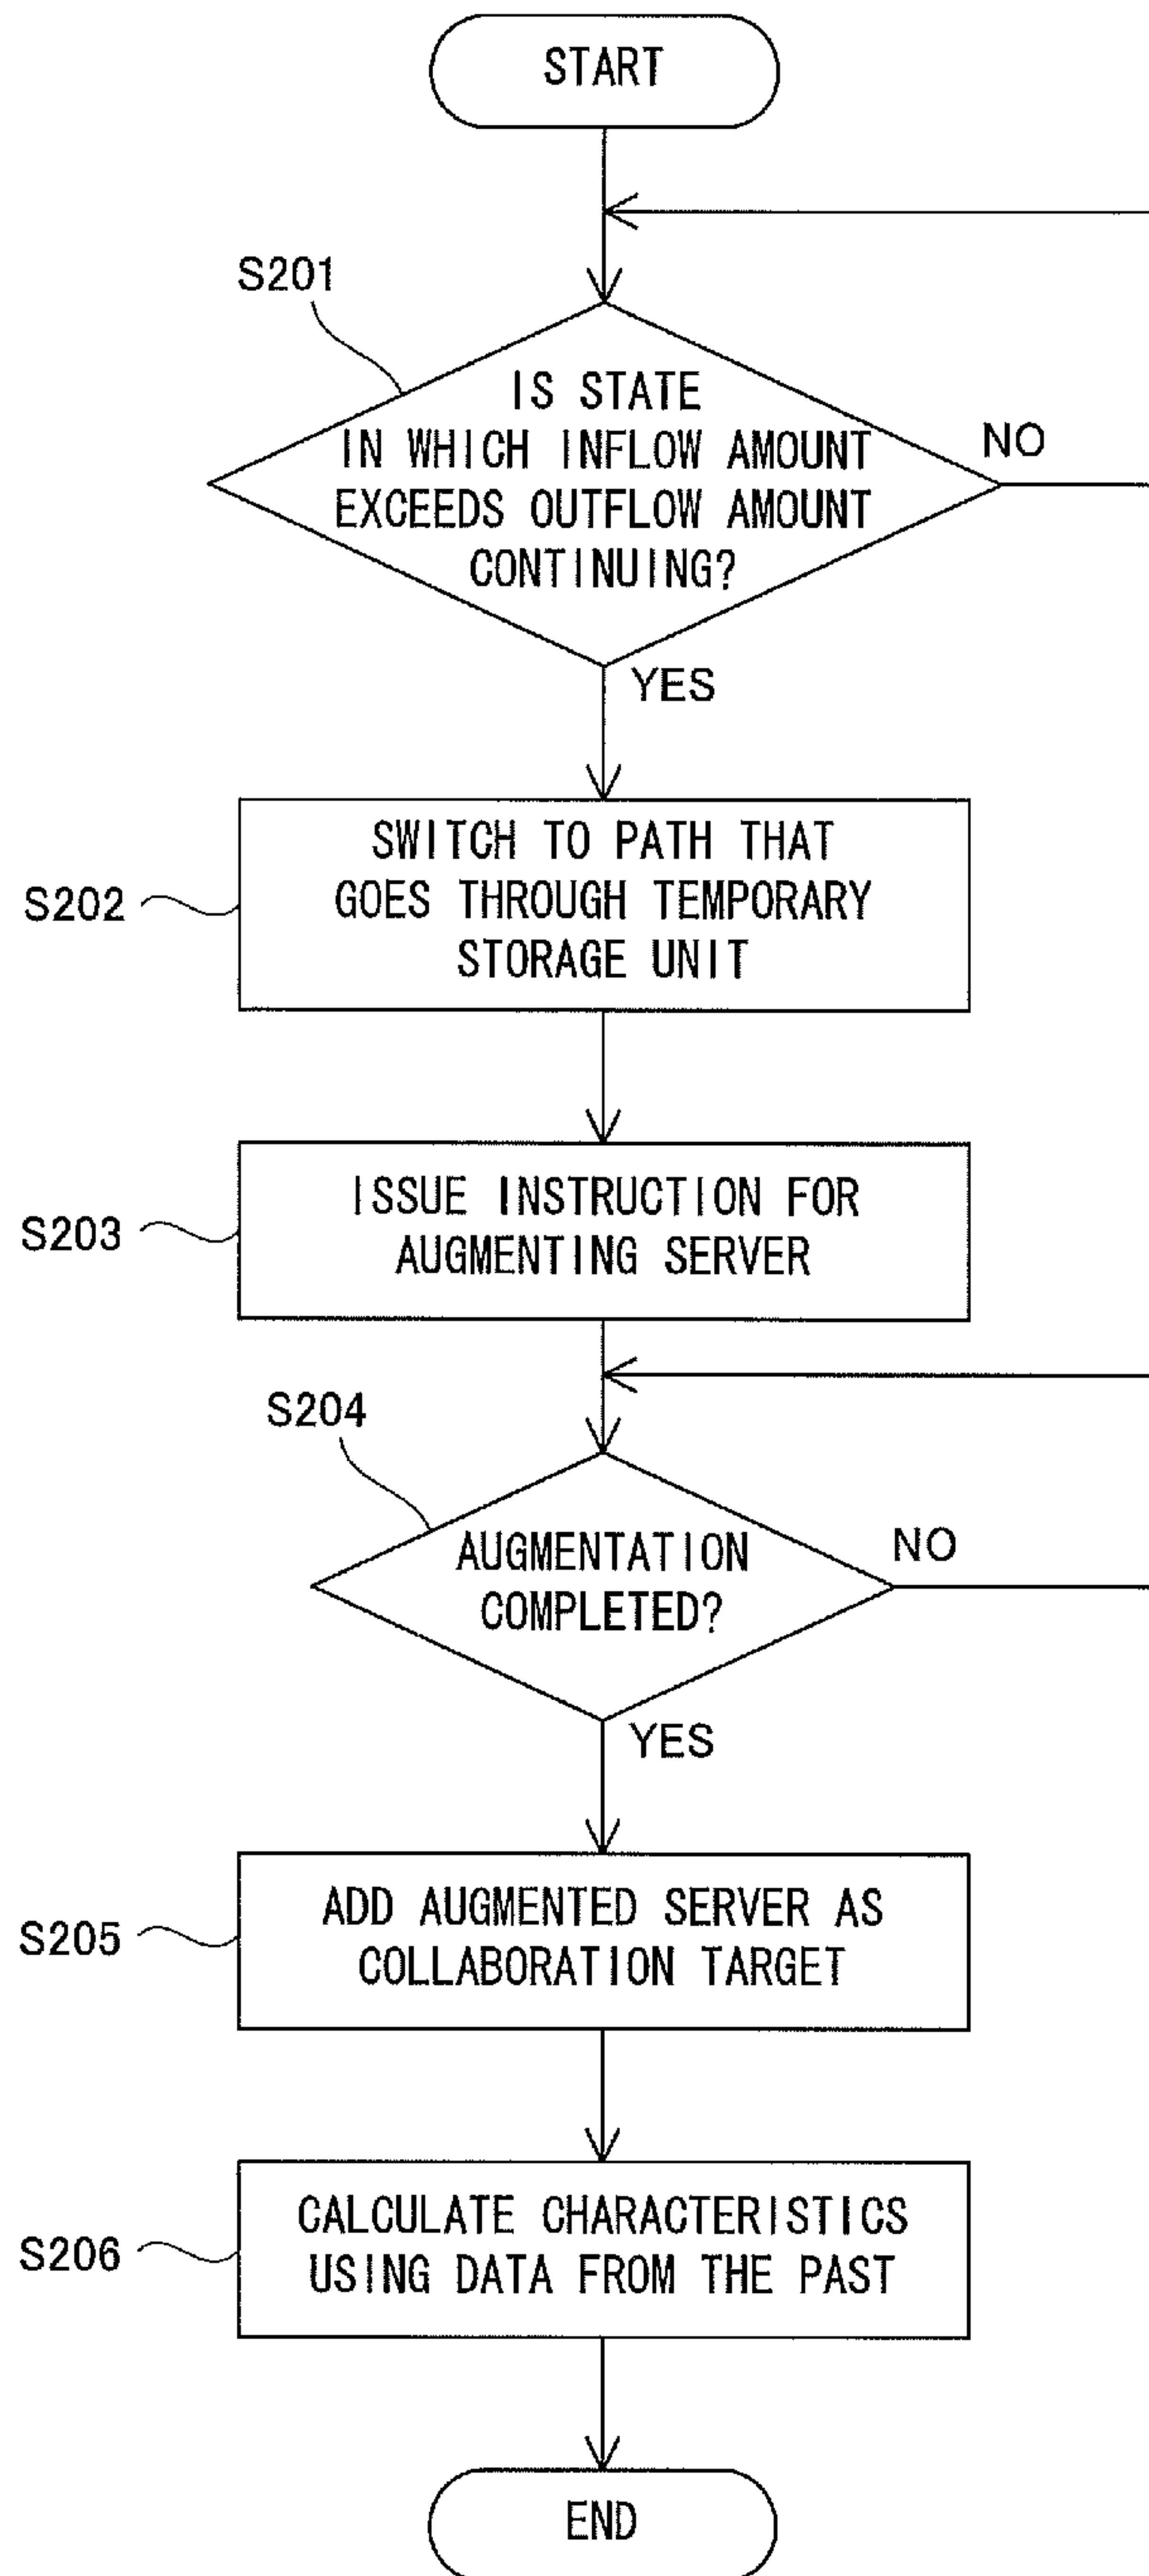 START
S201
IS STATE
IN WHICH INFLOW AMOUNT
EXCEEDS OUTFLOW AMOUNT
CONTINUING?
NO
YES
S202
SWITCH TO PATH THAT
GOES THROUGH TEMPORARY
STORAGE UNIT
S203
ISSUE INSTRUCTION FOR
AUGMENTING SERVER
S204
AUGMENTATION
COMPLETED?
NO
YES
S205
ADD AUGMENTED SERVER AS
COLLABORATION TARGET
S206
CALCULATE CHARACTERISTICS
USING DATA FROM THE PAST
END